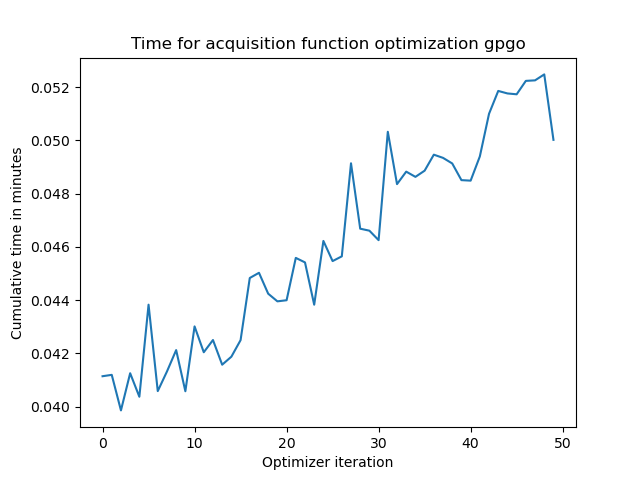 Time for acquisition function optimization gpgo
0.052
0.050
0.048
0.046
0.044
0.042
0.040
Cumulative time in minutes
0 10 20 30 40 50
Optimizer iteration